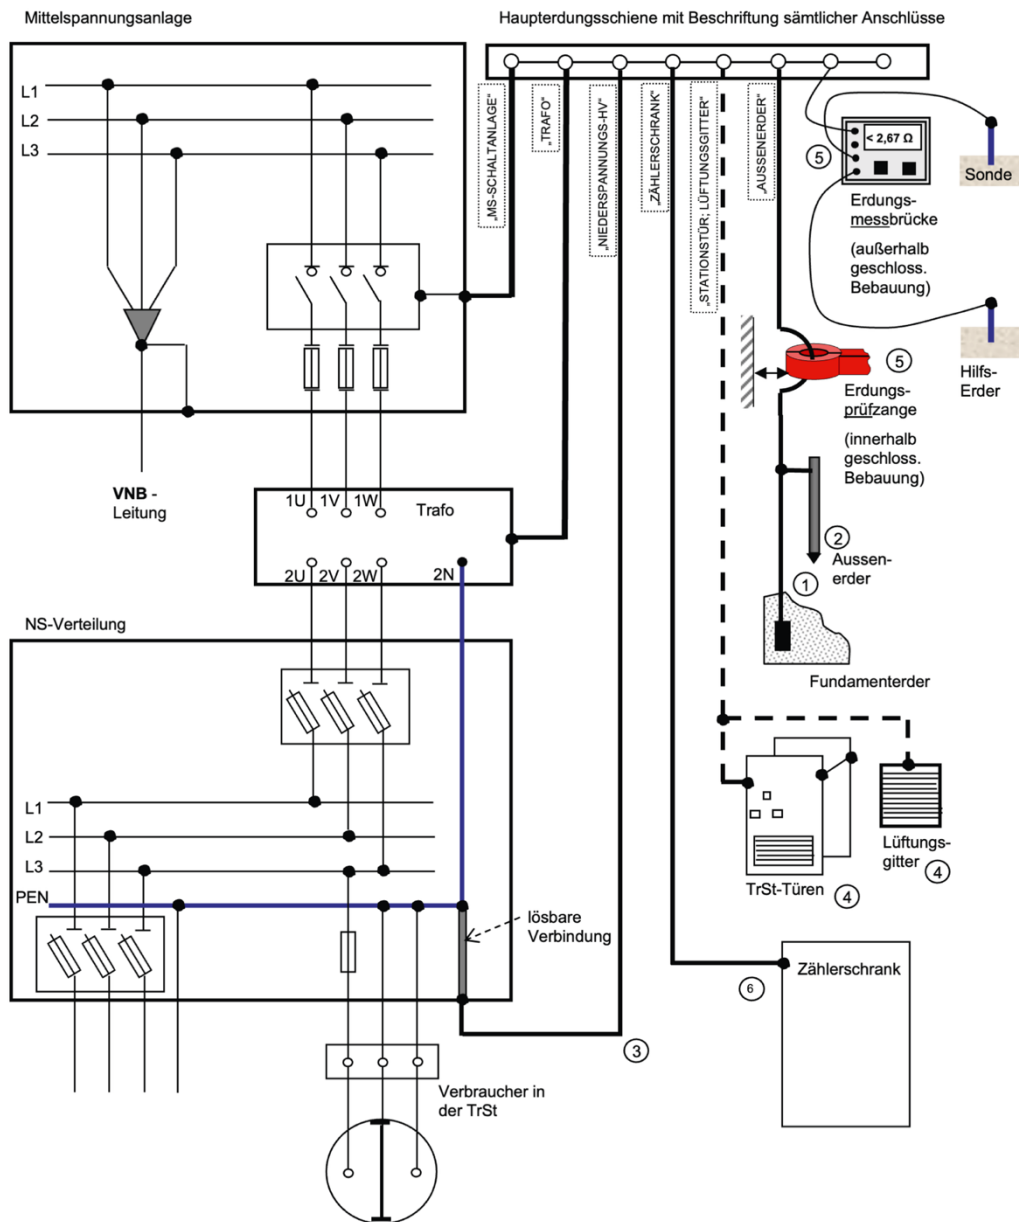 Mittelspannungsanlage
Haupterdungsschiene mit Beschriftung sämtlicher Anschlüsse
L1
L2
L3
„MS-SCHALTANLAGE“
„TRAFO“
„NIEDERSPANNUNGS-HV“
„ZÄHLERSCHRANK“
„STATIONSTÜR; LÜFTUNGSGITTER“
„AUSSENERDER“
5
< 2,67 Ω
Sonde
Erdungs-
messbrücke
(außerhalb
geschloss.
Bebauung)
Hilfs-
Erder
5
Erdungs-
prüfzange
(innerhalb
geschloss.
Bebauung)
VNB -
Leitung
1U 1V 1W
Trafo
2U 2V 2W 2N
2
Aussen-
erder
1
Fundamenterder
NS-Verteilung
L1
L2
L3
PEN
lösbare
Verbindung
TrSt-Türen
4
Lüftungs-
gitter
4
Zählerschrank
6
3
Verbraucher in
der TrSt